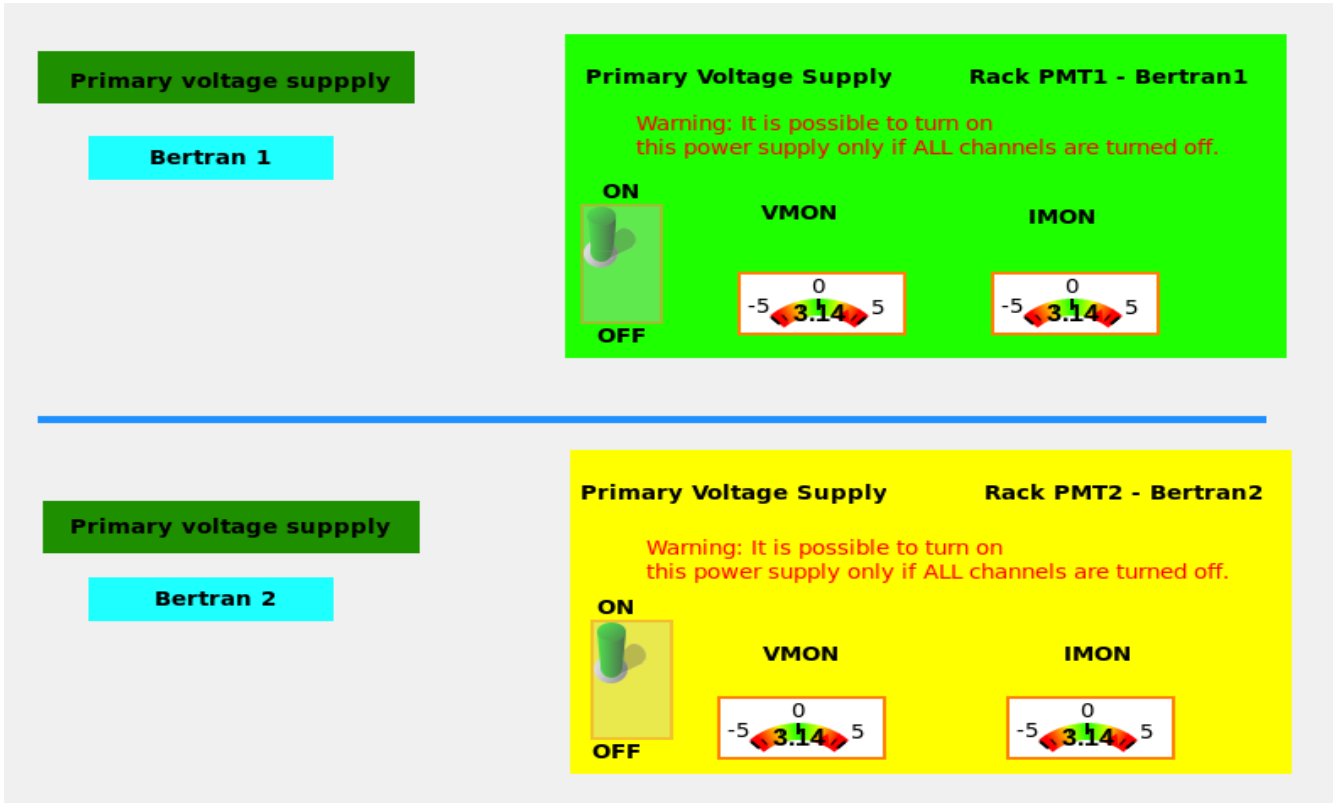 Primary voltage suppply
Bertran 1
Primary Voltage Supply
Rack PMT1 - Bertran1
Warning: It is possible to turn on
this power supply only if ALL channels are turned off.
ON
OFF
VMON
IMON
-5 0 5
3.14
-5 0 5
3.14
Primary voltage suppply
Bertran 2
Primary Voltage Supply
Rack PMT2 - Bertran2
Warning: It is possible to turn on
this power supply only if ALL channels are turned off.
ON
OFF
VMON
IMON
-5 0 5
3.14
-5 0 5
3.14